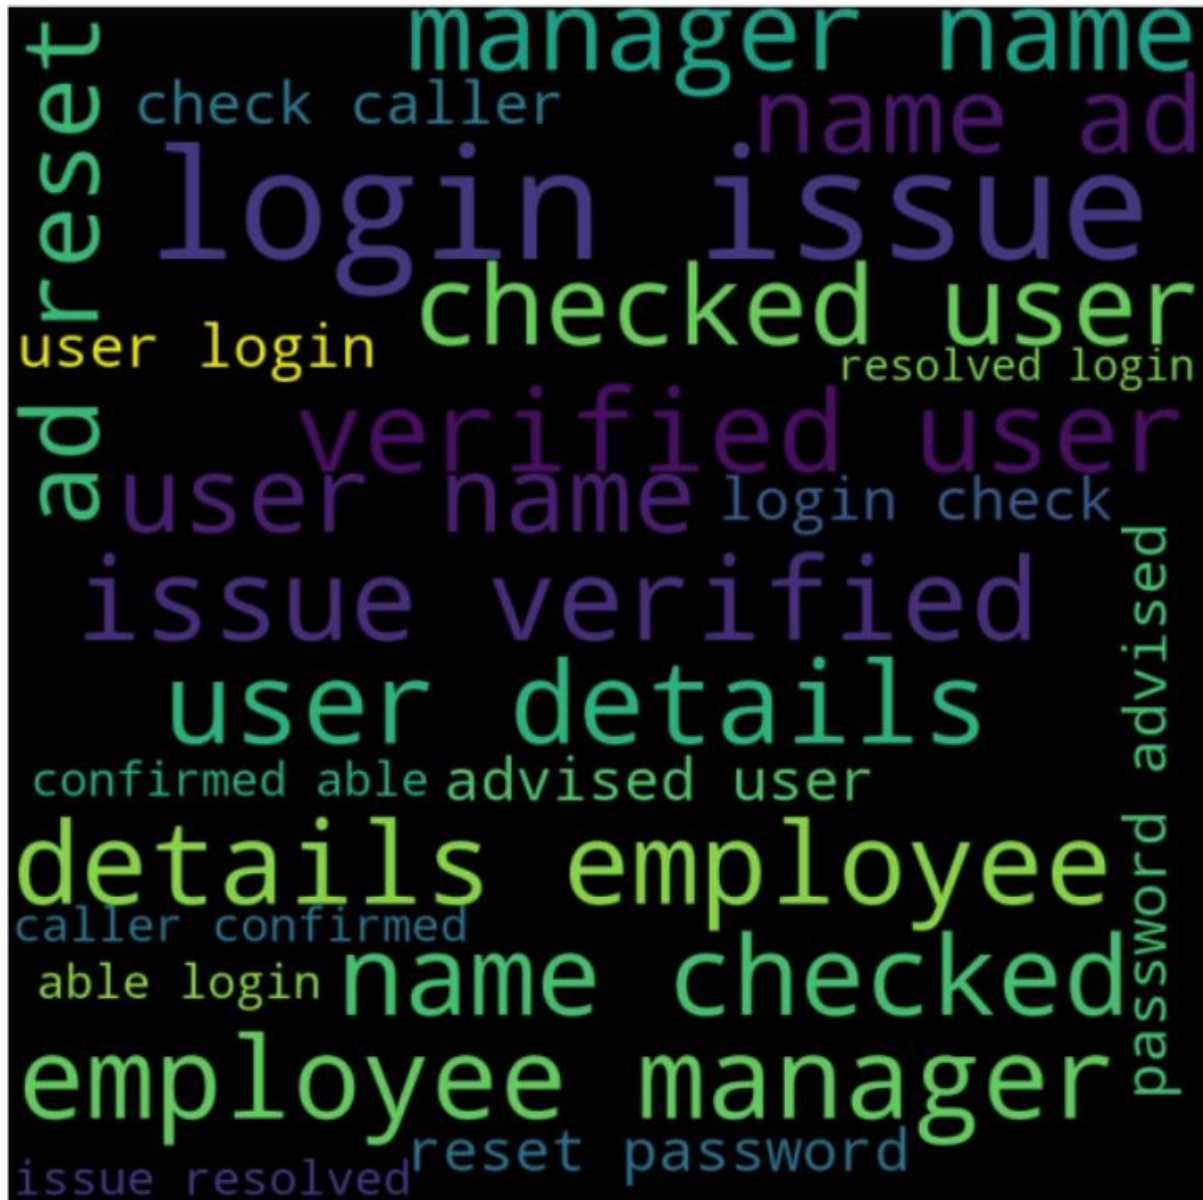 manager name
check caller
name ad
login issue
ad reset
checked user
user login
resolved login
verified user
user name
login check
issue verified
password advised
user details
confirmed able
advised user
details employee
caller confirmed
able login
name checked
employee manager
reset password
issue resolved